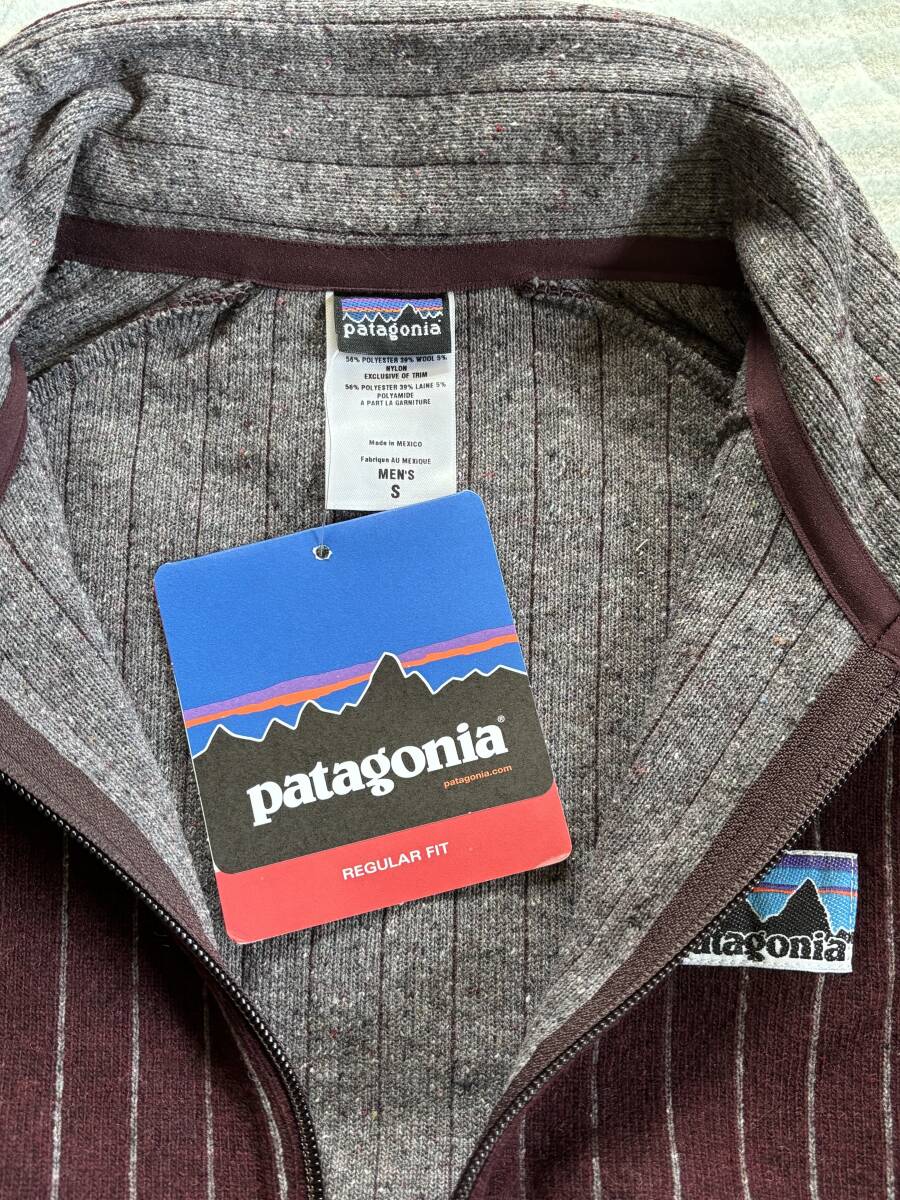 patagonia
56% POLYESTER 39% WOOL 5%
NYLON
EXCLUSIVE OF TRIM
56% POLYESTER 39% LAINE 5%
POLYAMIDE
A PART LA GARNITURE
Made in MEXICO
Fabrique AU MEXIQUE
MEN'S
S
patagonia®
patagonia.com
REGULAR FIT
patagonia